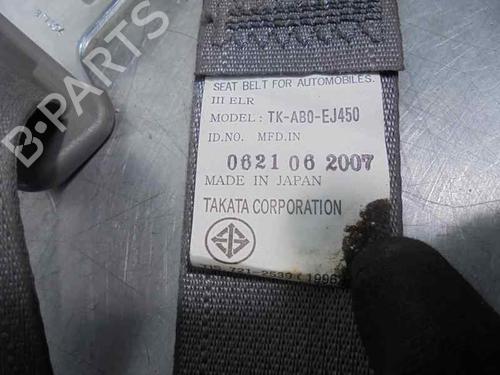 SEAT BELT FOR AUTOMOBILES.
III ELR
MODEL: TK-AB0-EJ450
ID.NO. MFD.IN
0621 06 2007
MADE IN JAPAN
TAKATA CORPORATION